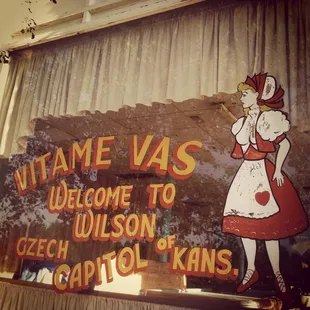 VITAME VAS
WELCOME TO
WILSON
CZECH
CAPITOL OF KANS.